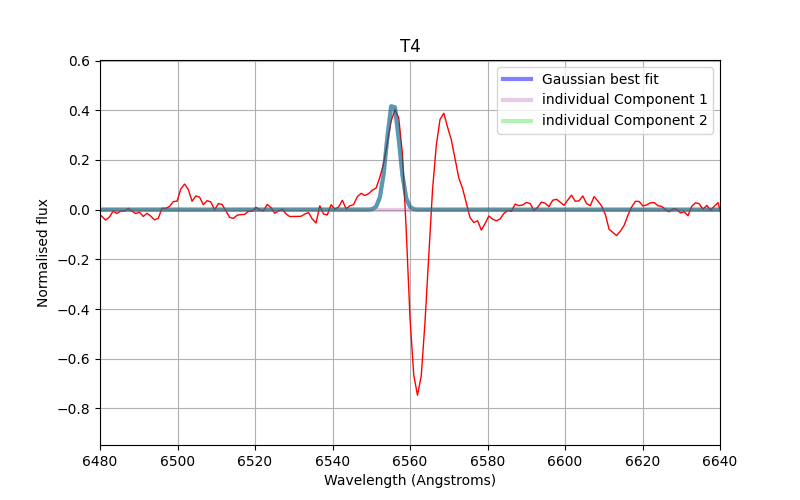 T4
Gaussian best fit
individual Component 1
individual Component 2
0.6
0.4
0.2
0.0
−0.2
−0.4
−0.6
−0.8
Normalised flux
6480 6500 6520 6540 6560 6580 6600 6620 6640
Wavelength (Angstroms)